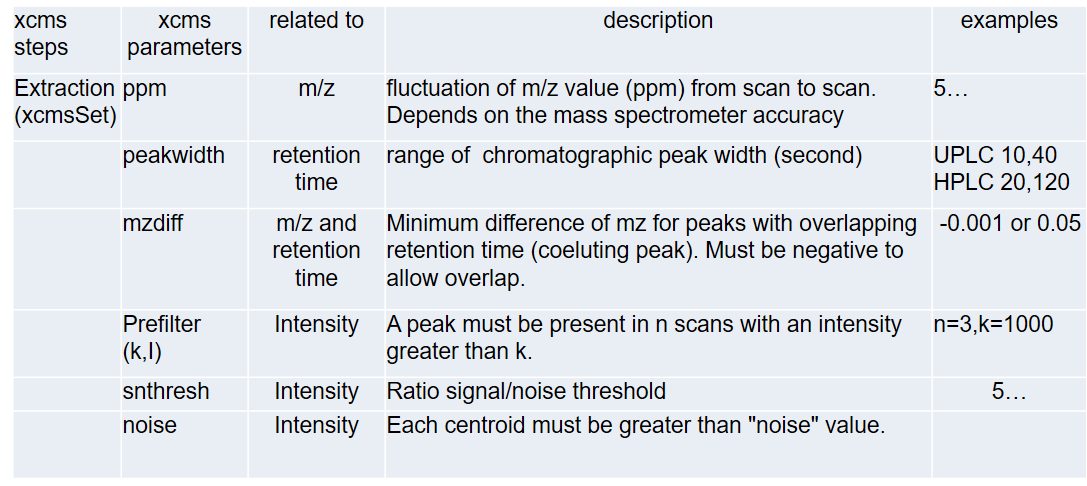 xcms steps | xcms parameters | related to | description | examples
Extraction (xcmsSet) | ppm | m/z | fluctuation of m/z value (ppm) from scan to scan. Depends on the mass spectrometer accuracy | 5…
peakwidth | retention time | range of  chromatographic peak width (second) | UPLC 10,40 HPLC 20,120
mzdiff | m/z and retention time | Minimum difference of mz for peaks with overlapping retention time (coeluting peak). Must be negative to allow overlap. | -0.001 or 0.05
Prefilter (k,I) | Intensity | A peak must be present in n scans with an intensity greater than k. | n=3,k=1000
snthresh | Intensity | Ratio signal/noise threshold | 5…
noise | Intensity | Each centroid must be greater than "noise" value.